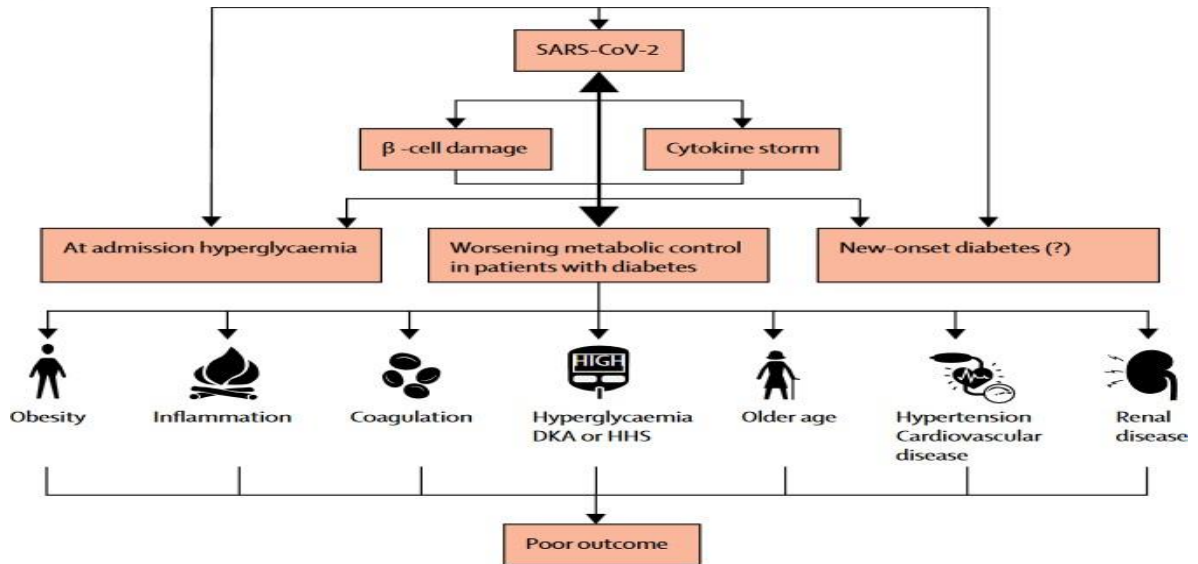 SARS-CoV-2
β -cell damage
Cytokine storm
At admission hyperglycaemia
Worsening metabolic control
in patients with diabetes
New-onset diabetes (?)
HIGH
Obesity
Inflammation
Coagulation
Hyperglycaemia
DKA or HHS
Older age
Hypertension
Cardiovascular
disease
Renal
disease
Poor outcome